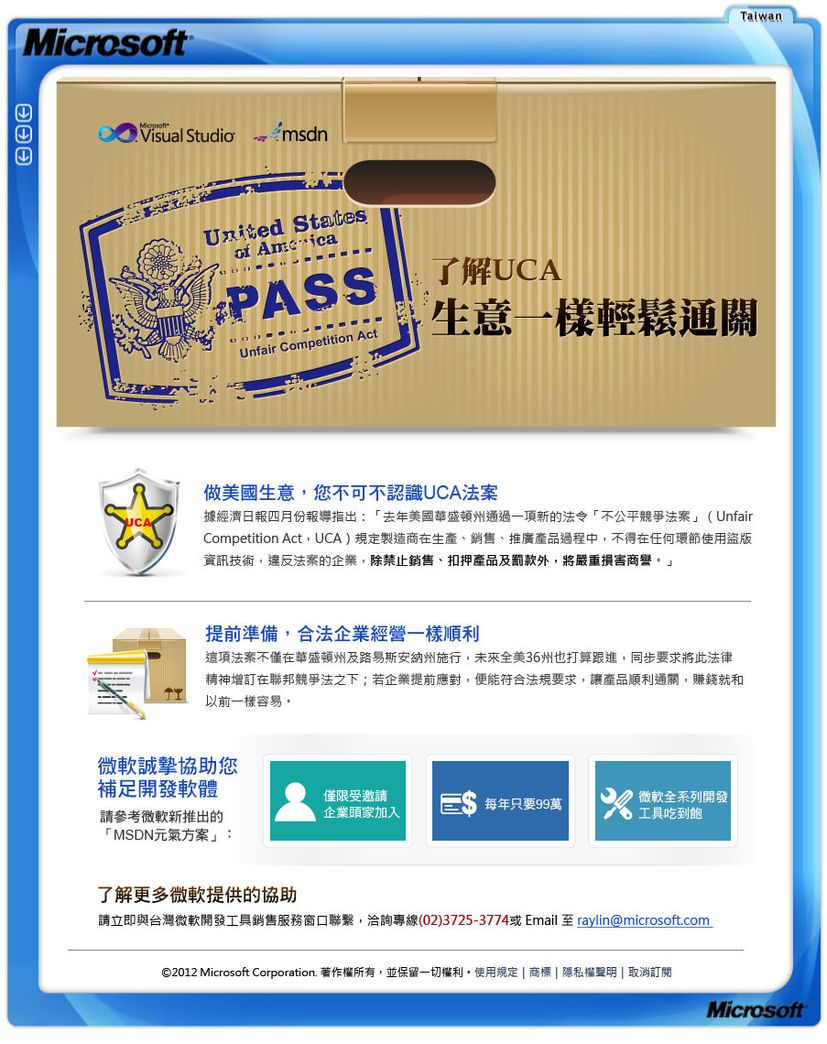 Taiwan
Microsoft
Microsoft
Visual Studio
msdn
United States
of America
PASS
Unfair Competition Act
了解UCA
生意一樣輕鬆通關
UCA
做美國生意，您不可不認識UCA法案
據經濟日報四月份報導指出：「去年美國華盛頓州通過一項新的法令「不公平競爭法案」（Unfair
Competition Act，UCA）規定製造商在生產、銷售、推廣產品過程中，不得在任何環節使用盜版
資訊技術，違反法案的企業，除禁止銷售、扣押產品及罰款外，將嚴重損害商譽。」
提前準備，合法企業經營一樣順利
這項法案不僅在華盛頓州及路易斯安納州施行，未來全美36州也打算跟進，同步要求將此法律
精神增訂在聯邦競爭法之下；若企業提前應對，便能符合法規要求，讓產品順利通關，賺錢就和
以前一樣容易。
微軟誠摯協助您
補足開發軟體
請參考微軟新推出的
「MSDN元氣方案」：
僅限受邀請
企業頭家加入
每年只要99萬
微軟全系列開發
工具吃到飽
了解更多微軟提供的協助
請立即與台灣微軟開發工具銷售服務窗口聯繫，洽詢專線(02)3725-3774或 Email 至 raylin@microsoft.com
©2012 Microsoft Corporation. 著作權所有，並保留一切權利。使用規定 | 商標 | 隱私權聲明 | 取消訂閱
Microsoft